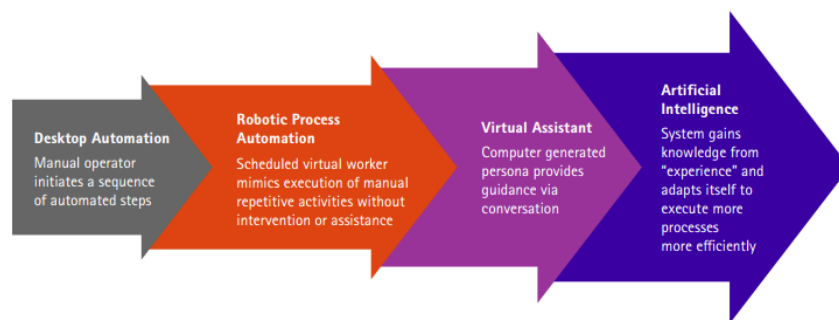 Desktop Automation
Manual operator
initiates a sequence
of automated steps
Robotic Process
Automation
Scheduled virtual worker
mimics execution of manual
repetitive activities without
intervention or assistance
Virtual Assistant
Computer generated
persona provides
guidance via
conversation
Artificial
Intelligence
System gains
knowledge from
"experience" and
adapts itself to
execute more
processes
more efficiently